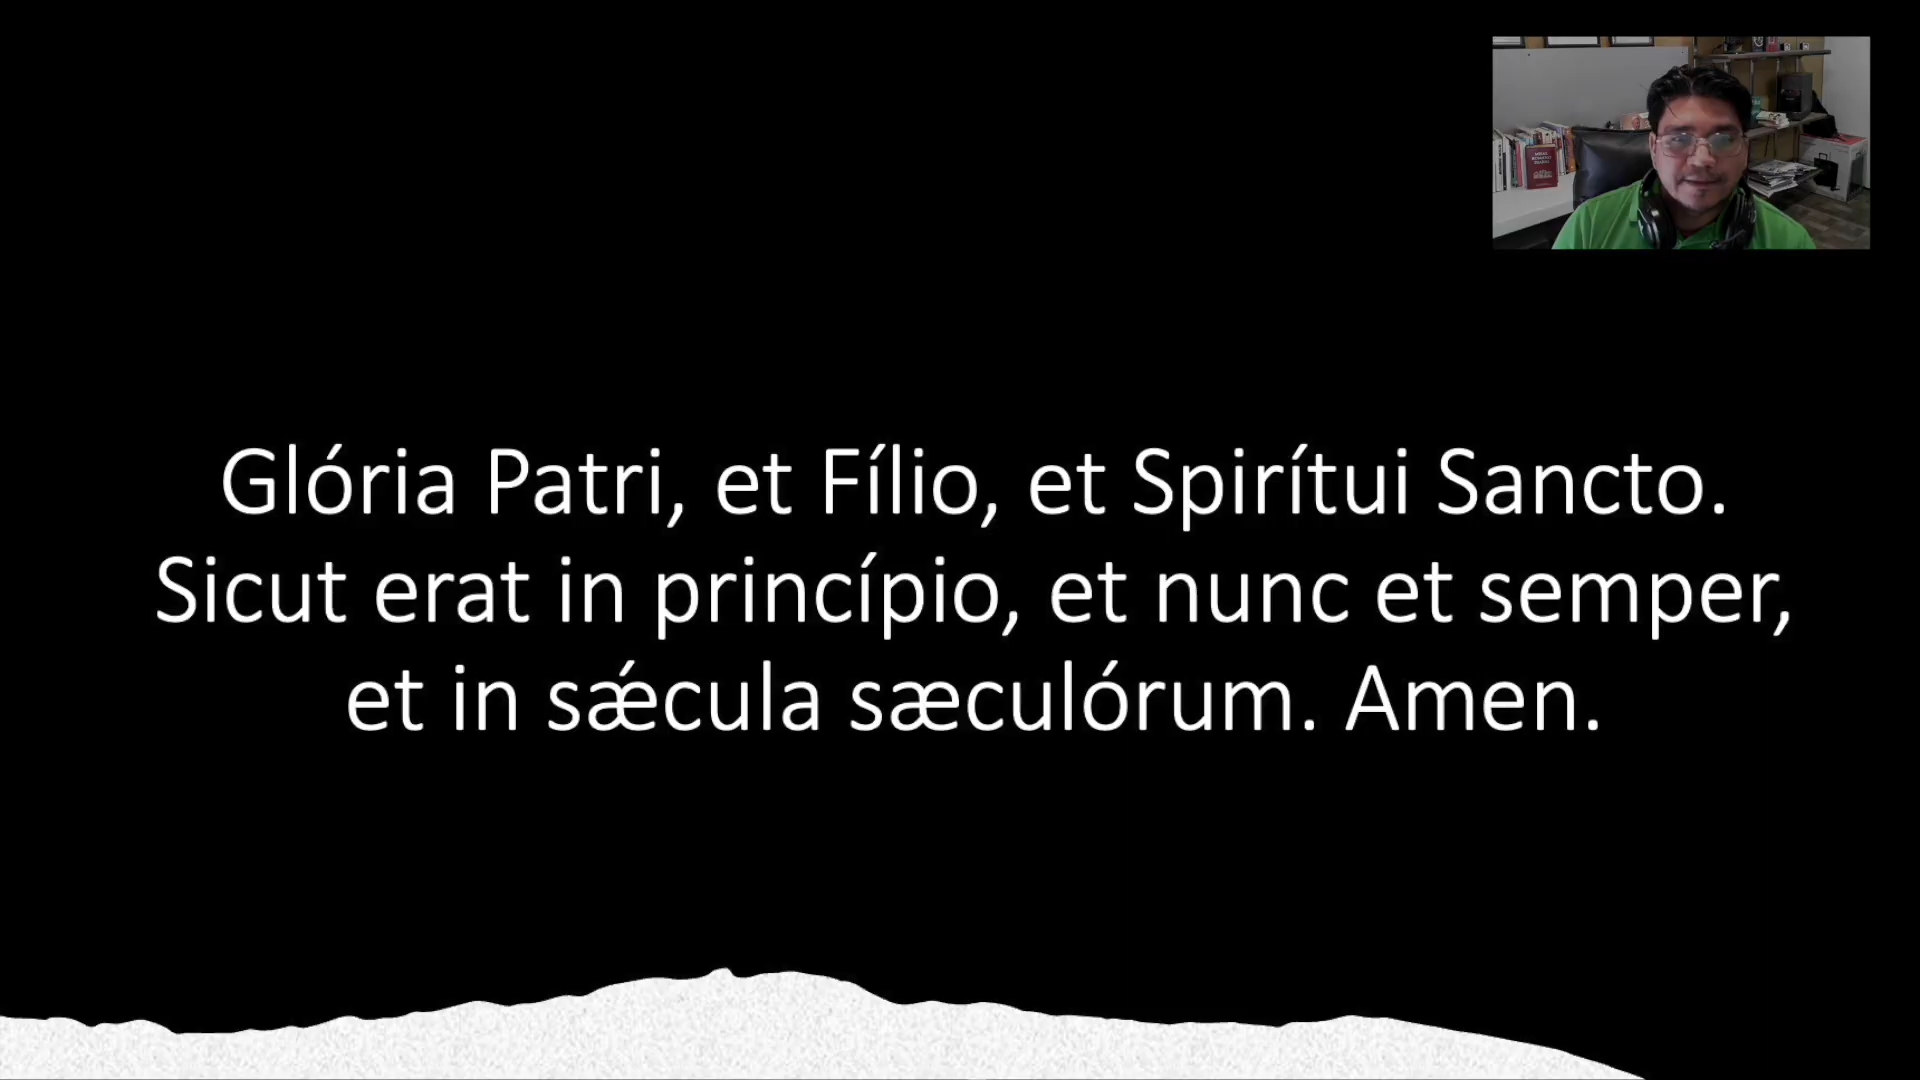 Glória Patri, et Fílio, et Spirítui Sancto.
Sicut erat in princípio, et nunc et semper,
et in sǽcula sæculórum. Amen.